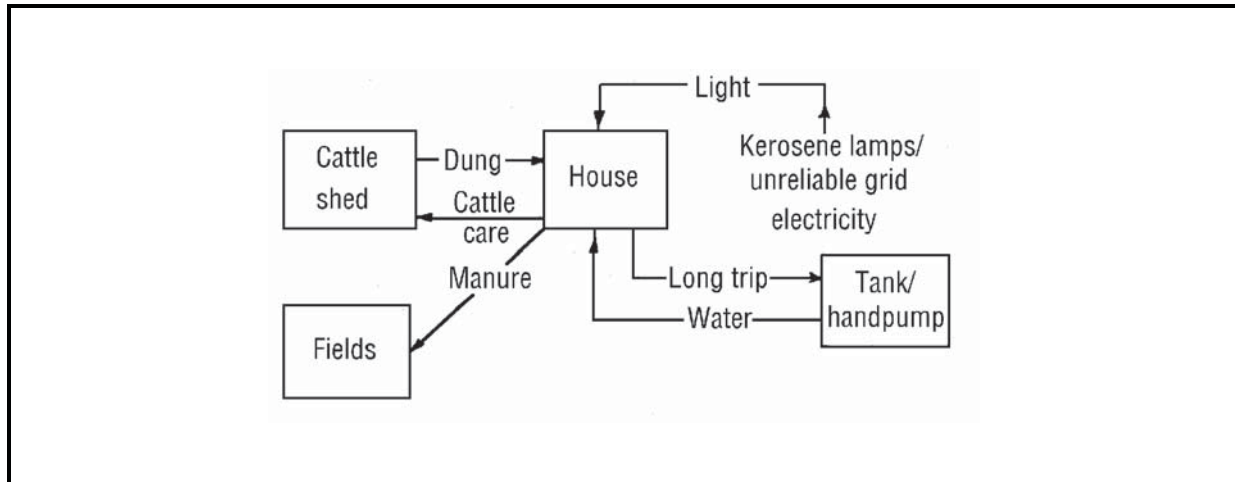 Light
Cattle
shed
Dung
House
Kerosene lamps/
unreliable grid
electricity
Cattle
care
Manure
Long trip
Tank/
handpump
Water
Fields